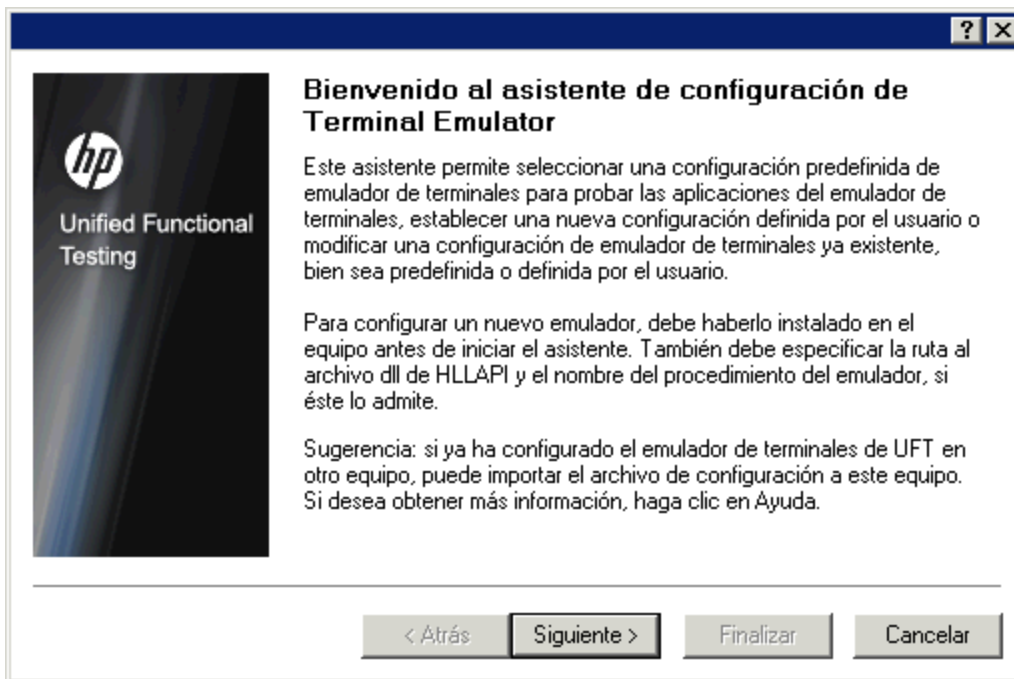 ?
hp
Unified Functional
Testing
Bienvenido al asistente de configuración de
Terminal Emulator
Este asistente permite seleccionar una configuración predefinida de
emulador de terminales para probar las aplicaciones del emulador de
terminales, establecer una nueva configuración definida por el usuario o
modificar una configuración de emulador de terminales ya existente,
bien sea predefinida o definida por el usuario.
Para configurar un nuevo emulador, debe haberlo instalado en el
equipo antes de iniciar el asistente. También debe especificar la ruta al
archivo dll de HLLAPI y el nombre del procedimiento del emulador, si
éste lo admite.
Sugerencia: si ya ha configurado el emulador de terminales de UFT en
otro equipo, puede importar el archivo de configuración a este equipo.
Si desea obtener más información, haga clic en Ayuda.
< Atrás Siguiente > Finalizar Cancelar